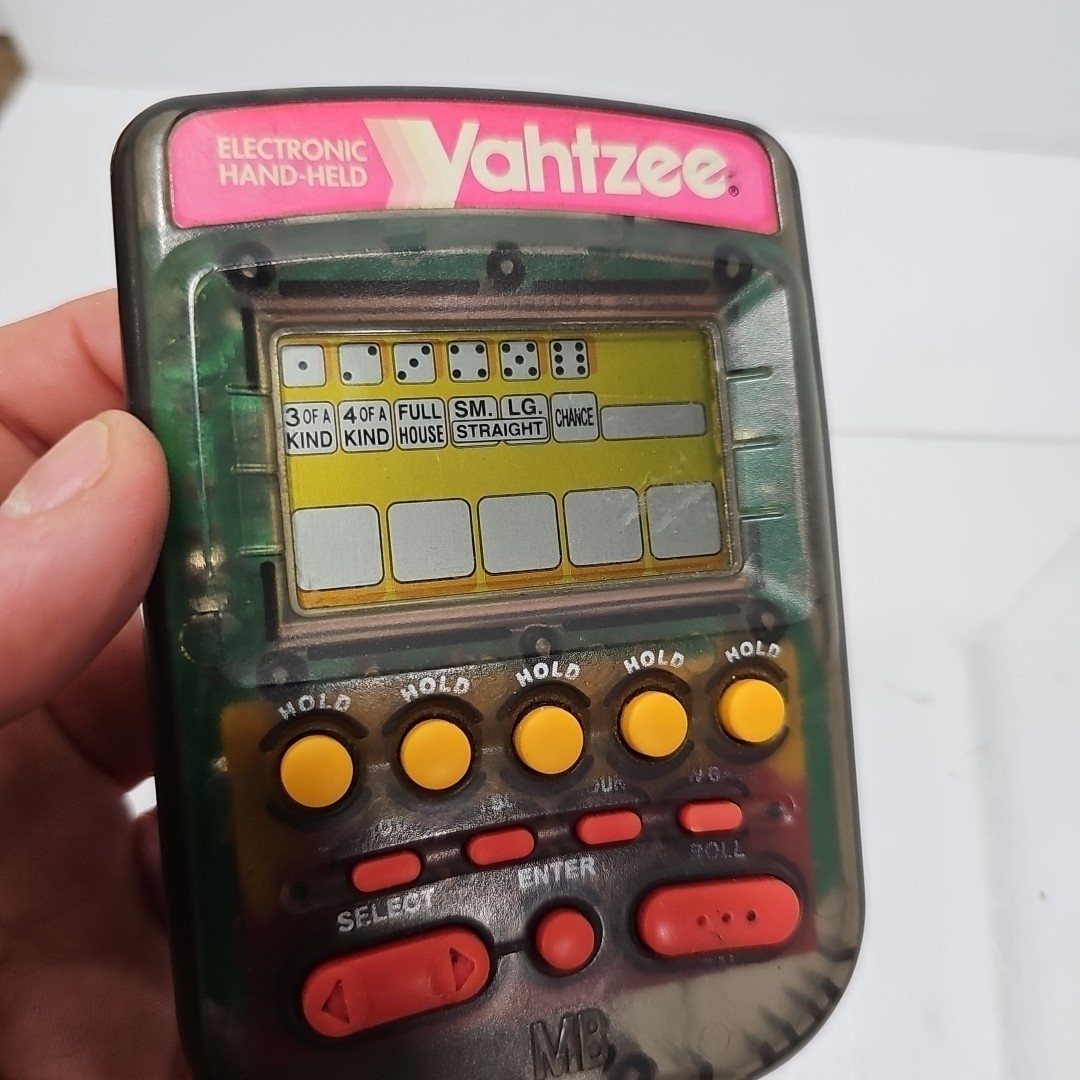 ELECTRONIC
HAND-HELD
Yahtzee®
3 OF A KIND
4 OF A KIND
FULL HOUSE
SM. LG.
STRAIGHT
CHANCE
HOLD HOLD HOLD HOLD HOLD
ROLL
ENTER
SELECT
MB